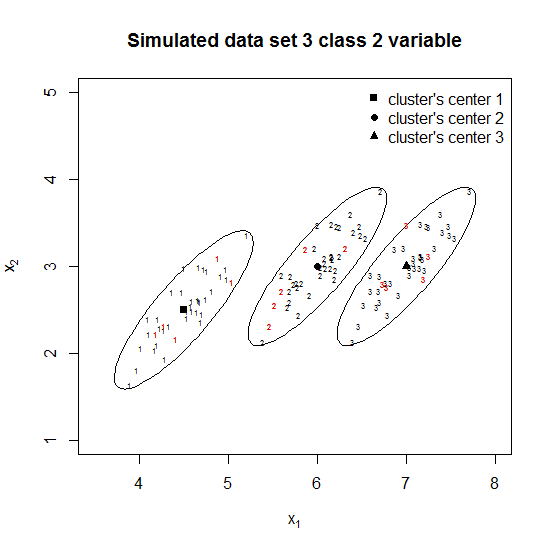 Simulated data set 3 class 2 variable
cluster's center 1
cluster's center 2
cluster's center 3
5
4
3
2
1
x2
4 5 6 7 8
x1